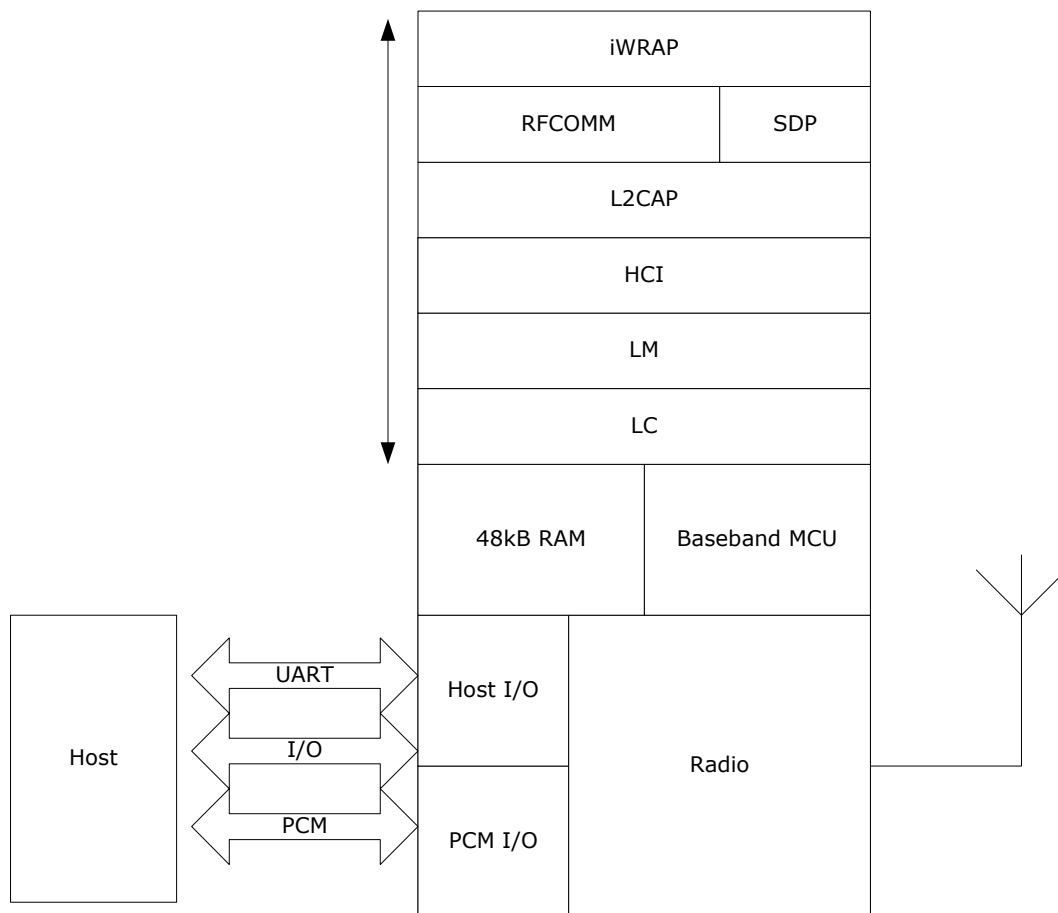 iWRAP
RFCOMM
SDP
L2CAP
HCI
LM
LC
48kB RAM
Baseband MCU
UART
Host I/O
Host
I/O
Radio
PCM
PCM I/O